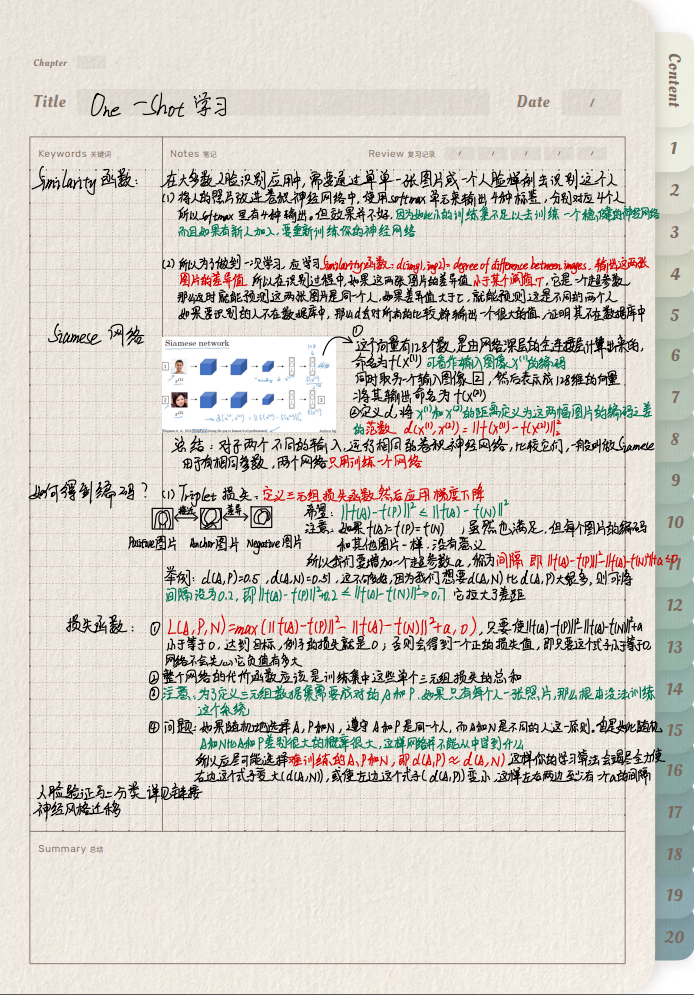 Chapter
Title One-Shot 学习 Date /
Content
Keywords 关键词 Notes 笔记 Review 复习记录 / / / / /
Similarity 函数: 在大多数人脸识别应用中,需要通过单单一张图片或一个人脸样例去识别这个人
(1) 将人的照片放进卷积神经网络中,使用softmax单元来输出4种标签,分别对应4个人
所以softmax里有4种输出。但效果并不好,因为如此小的训练集不足以去训练一个稳健的神经网络
而且如果有新人加入,要重新训练你的神经网络
(2) 所以为了做到一次学习,应学习Similarity函数:d(img1,img2)=degree of difference between images,输出这两张
图片的差异值,所以在识别过程中,如果这两张图片的差异值小于某个阈值τ,它是一个超参数,
那么这时就能预测这两张图片是同一个人,如果差异值大于τ,就能预测这是不同的两个人
如果要识别的人不在数据库中,那么d会对所有的比较都输出一个很大的值,证明其不在数据库中
Siamese 网络
Siamese network
①
这个向量有128个数,是由网络深层的全连接层计算出来的,
命名为f(x⁽¹⁾)可看作输入图像x⁽¹⁾的编码
同时取另一个输入图像2,然后表示成128维的向量
将其输出命名为f(x⁽²⁾)
②定义d,将x⁽¹⁾和x⁽²⁾的距离定义为这两幅图片的编码之差
的范数 d(x⁽¹⁾,x⁽²⁾)=||f(x⁽¹⁾)-f(x⁽²⁾)||²₂
总结:对于两个不同的输入,运行相同的卷积神经网络,比较它们,一般叫做Siamese
由于有相同参数,两个网络只用训练一个网络
如何得到编码? (1) Triplet 损失:定义三元组损失函数然后应用梯度下降
接近 差异
Positive图片 Anchor图片 Negative图片
希望:||f(A)-f(P)||² ≤ ||f(A)-f(N)||²
注意:如果f(A)=f(P)=f(N),虽然也满足,但每个图片的编码
和其他图片一样,没有意义
所以我们要增加一个超参数a,称为间隔 即||f(A)-f(P)||²-||f(A)-f(N)||²+a≤0
举例:d(A,P)=0.5,d(A,N)=0.51,这不够好,因为我们想要d(A,N)比d(A,P)大很多,则可将
间隔设为0.2,即||f(A)-f(P)||²+0.2≤||f(A)-f(N)||²→0.7 它拉大了差距
损失函数: ① L(A,P,N)=max(||f(A)-f(P)||²-||f(A)-f(N)||²+a,0),只要使||f(A)-f(P)||²-||f(A)-f(N)||²+a
小于等于0,达到目标,例子的损失就是0;否则会得到一个正的损失值,即只要这个式子小于等于0,
网络不会关心它负值有多大
②整个网络的代价函数应该是训练集中这些单个三元组损失的总和
③注意:为了定义三元组数据集需要成对的A和P,如果只有每个人一张照片,那么根本没法训练
这个系统
④问题:如果随机地选择A,P和N,遵守A和P是同一个人,而A和N是不同的人这一原则,但是如此随机
A和N比A和P差别很大的概率很大,这样网络并不能从中学到什么
所以应尽可能选择难训练的A、P和N,即d(A,P)≈d(A,N)这样你的学习算法会竭尽全力使
右边这个式子变大(d(A,N)),或使左边这个式子(d(A,P))变小,这样左右两边至少有一个a的间隔
人脸验证与二分类 详见链接
神经风格迁移
Summary 总结
1
2
3
4
5
6
7
8
9
10
11
12
13
14
15
16
17
18
19
20